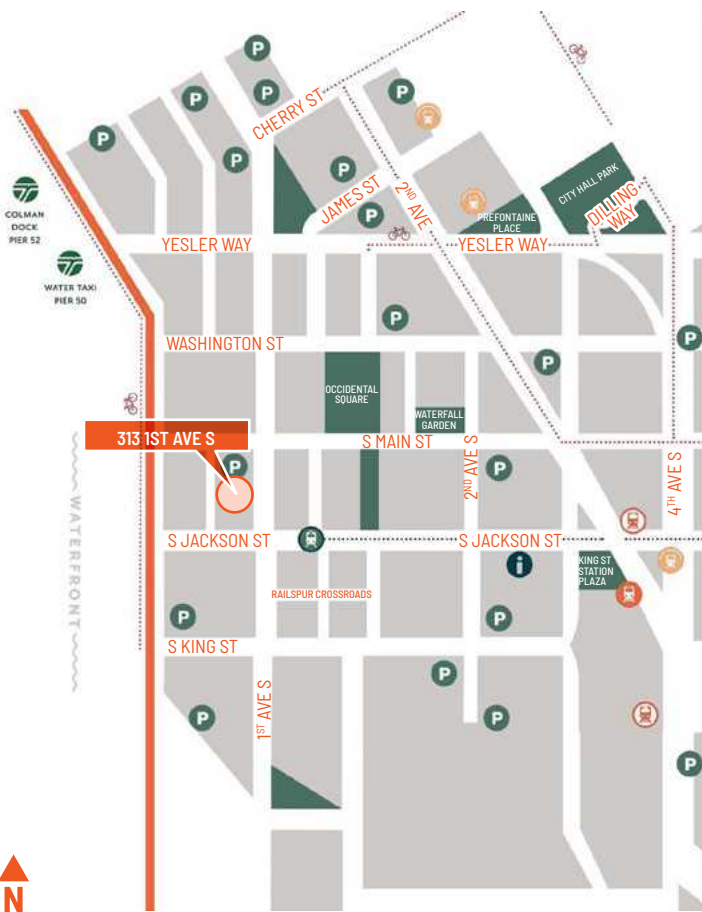 P
P
P
P
P
CHERRY ST
P
P
P
JAMES ST
P
2ND AVE
CITY HALL PARK
DILLING
WAY
PREFONTAINE
PLACE
COLMAN
DOCK
PIER 52
YESLER WAY
YESLER WAY
WATER TAXI
PIER 50
P
WASHINGTON ST
P
P
OCCIDENTAL
SQUARE
WATERFALL
GARDEN
313 1ST AVE S
S MAIN ST
P
2ND AVE S
P
4TH AVE S
WATERFRONT
S JACKSON ST
S JACKSON ST
i
KING ST
STATION
PLAZA
RAILSPUR CROSSROADS
P
P
S KING ST
P
1ST AVE S
P
P
P
N